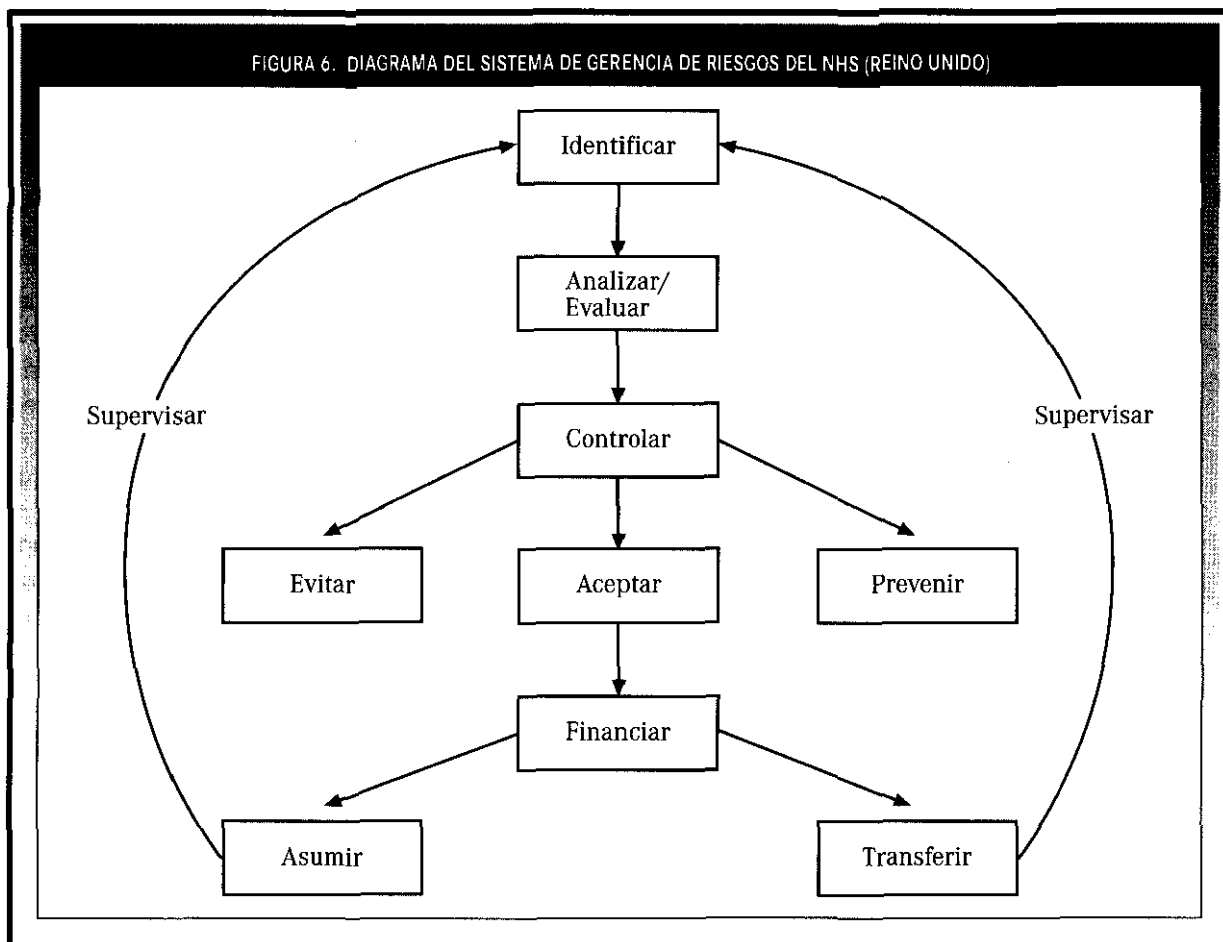 FIGURA 6. DIAGRAMA DEL SISTEMA DE GERENCIA DE RIESGOS DEL NHS (REINO UNIDO)
Identificar
Analizar/
Evaluar
Supervisar
Controlar
Supervisar
Evitar
Aceptar
Prevenir
Financiar
Asumir
Transferir